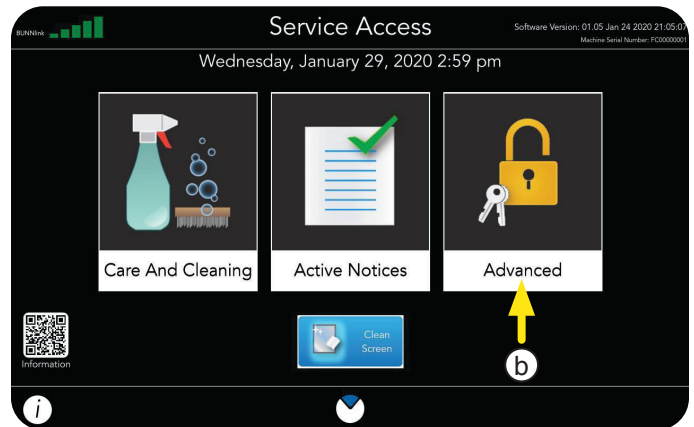 BUNNlink
Service Access
Software Version: 01.05 Jan 24 2020 21:05:07
Machine Serial Number: FC00000001
Wednesday, January 29, 2020 2:59 pm
Care And Cleaning
Active Notices
Advanced
Clean
Screen
Information
b
i